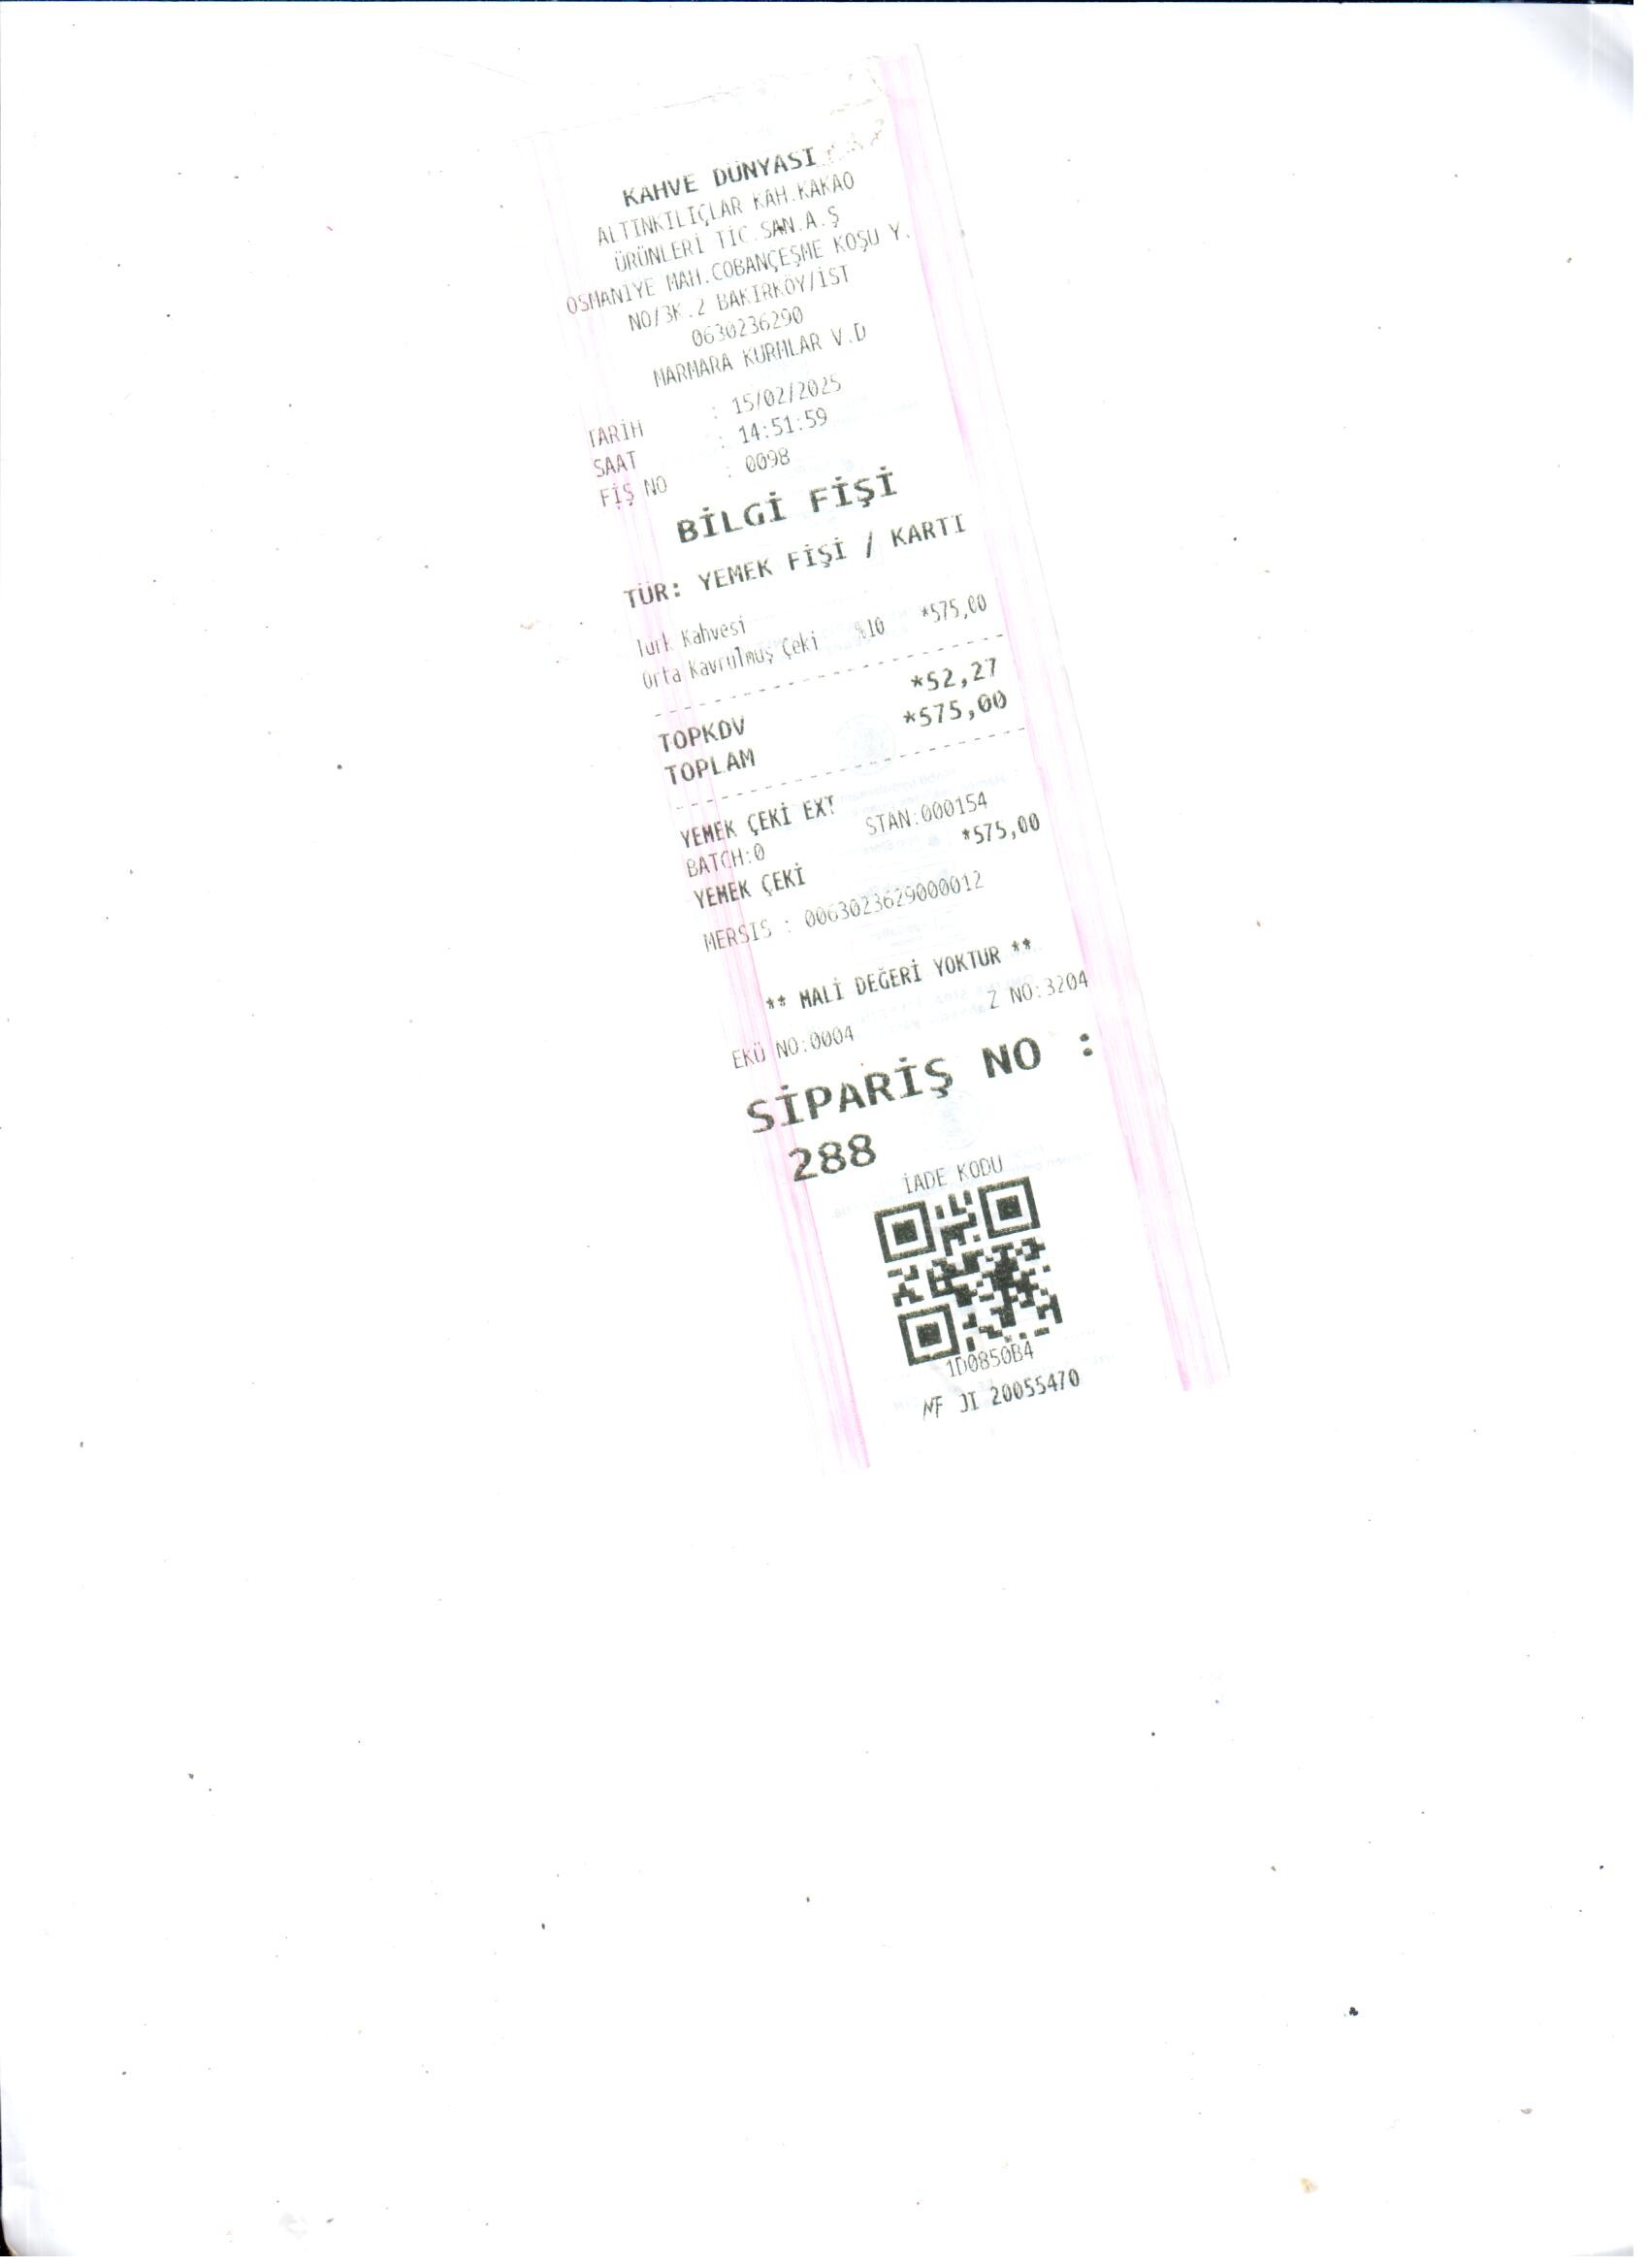 KAHVE DÜNYASI
ALTINKILIÇLAR KAH.KAKAO
ÜRÜNLERİ TİC.SAN.A.Ş
OSMANİYE MAH.COBANÇEŞME KOŞU Y.
NO/3K.2 BAKIRKÖY/İST
0630236290
MARMARA KURMLAR V.D
TARİH : 15/02/2025
SAAT : 14:51:59
FİŞ NO : 0098
BİLGİ FİŞİ
TÜR: YEMEK FİŞİ / KARTI
Türk Kahvesi
Orta Kavrulmuş Çeki %10 *575,00
TOPKDV *52,27
TOPLAM *575,00
YEMEK ÇEKİ EXT
BATCH:0 STAN:000154
YEMEK ÇEKİ *575,00
MERSIS : 0063023629000012
** MALİ DEĞERİ YOKTUR **
EKÜ NO:0004 Z NO:3204
SİPARİŞ NO :
288
İADE KODU
1D0850B4
NF JI 20055470